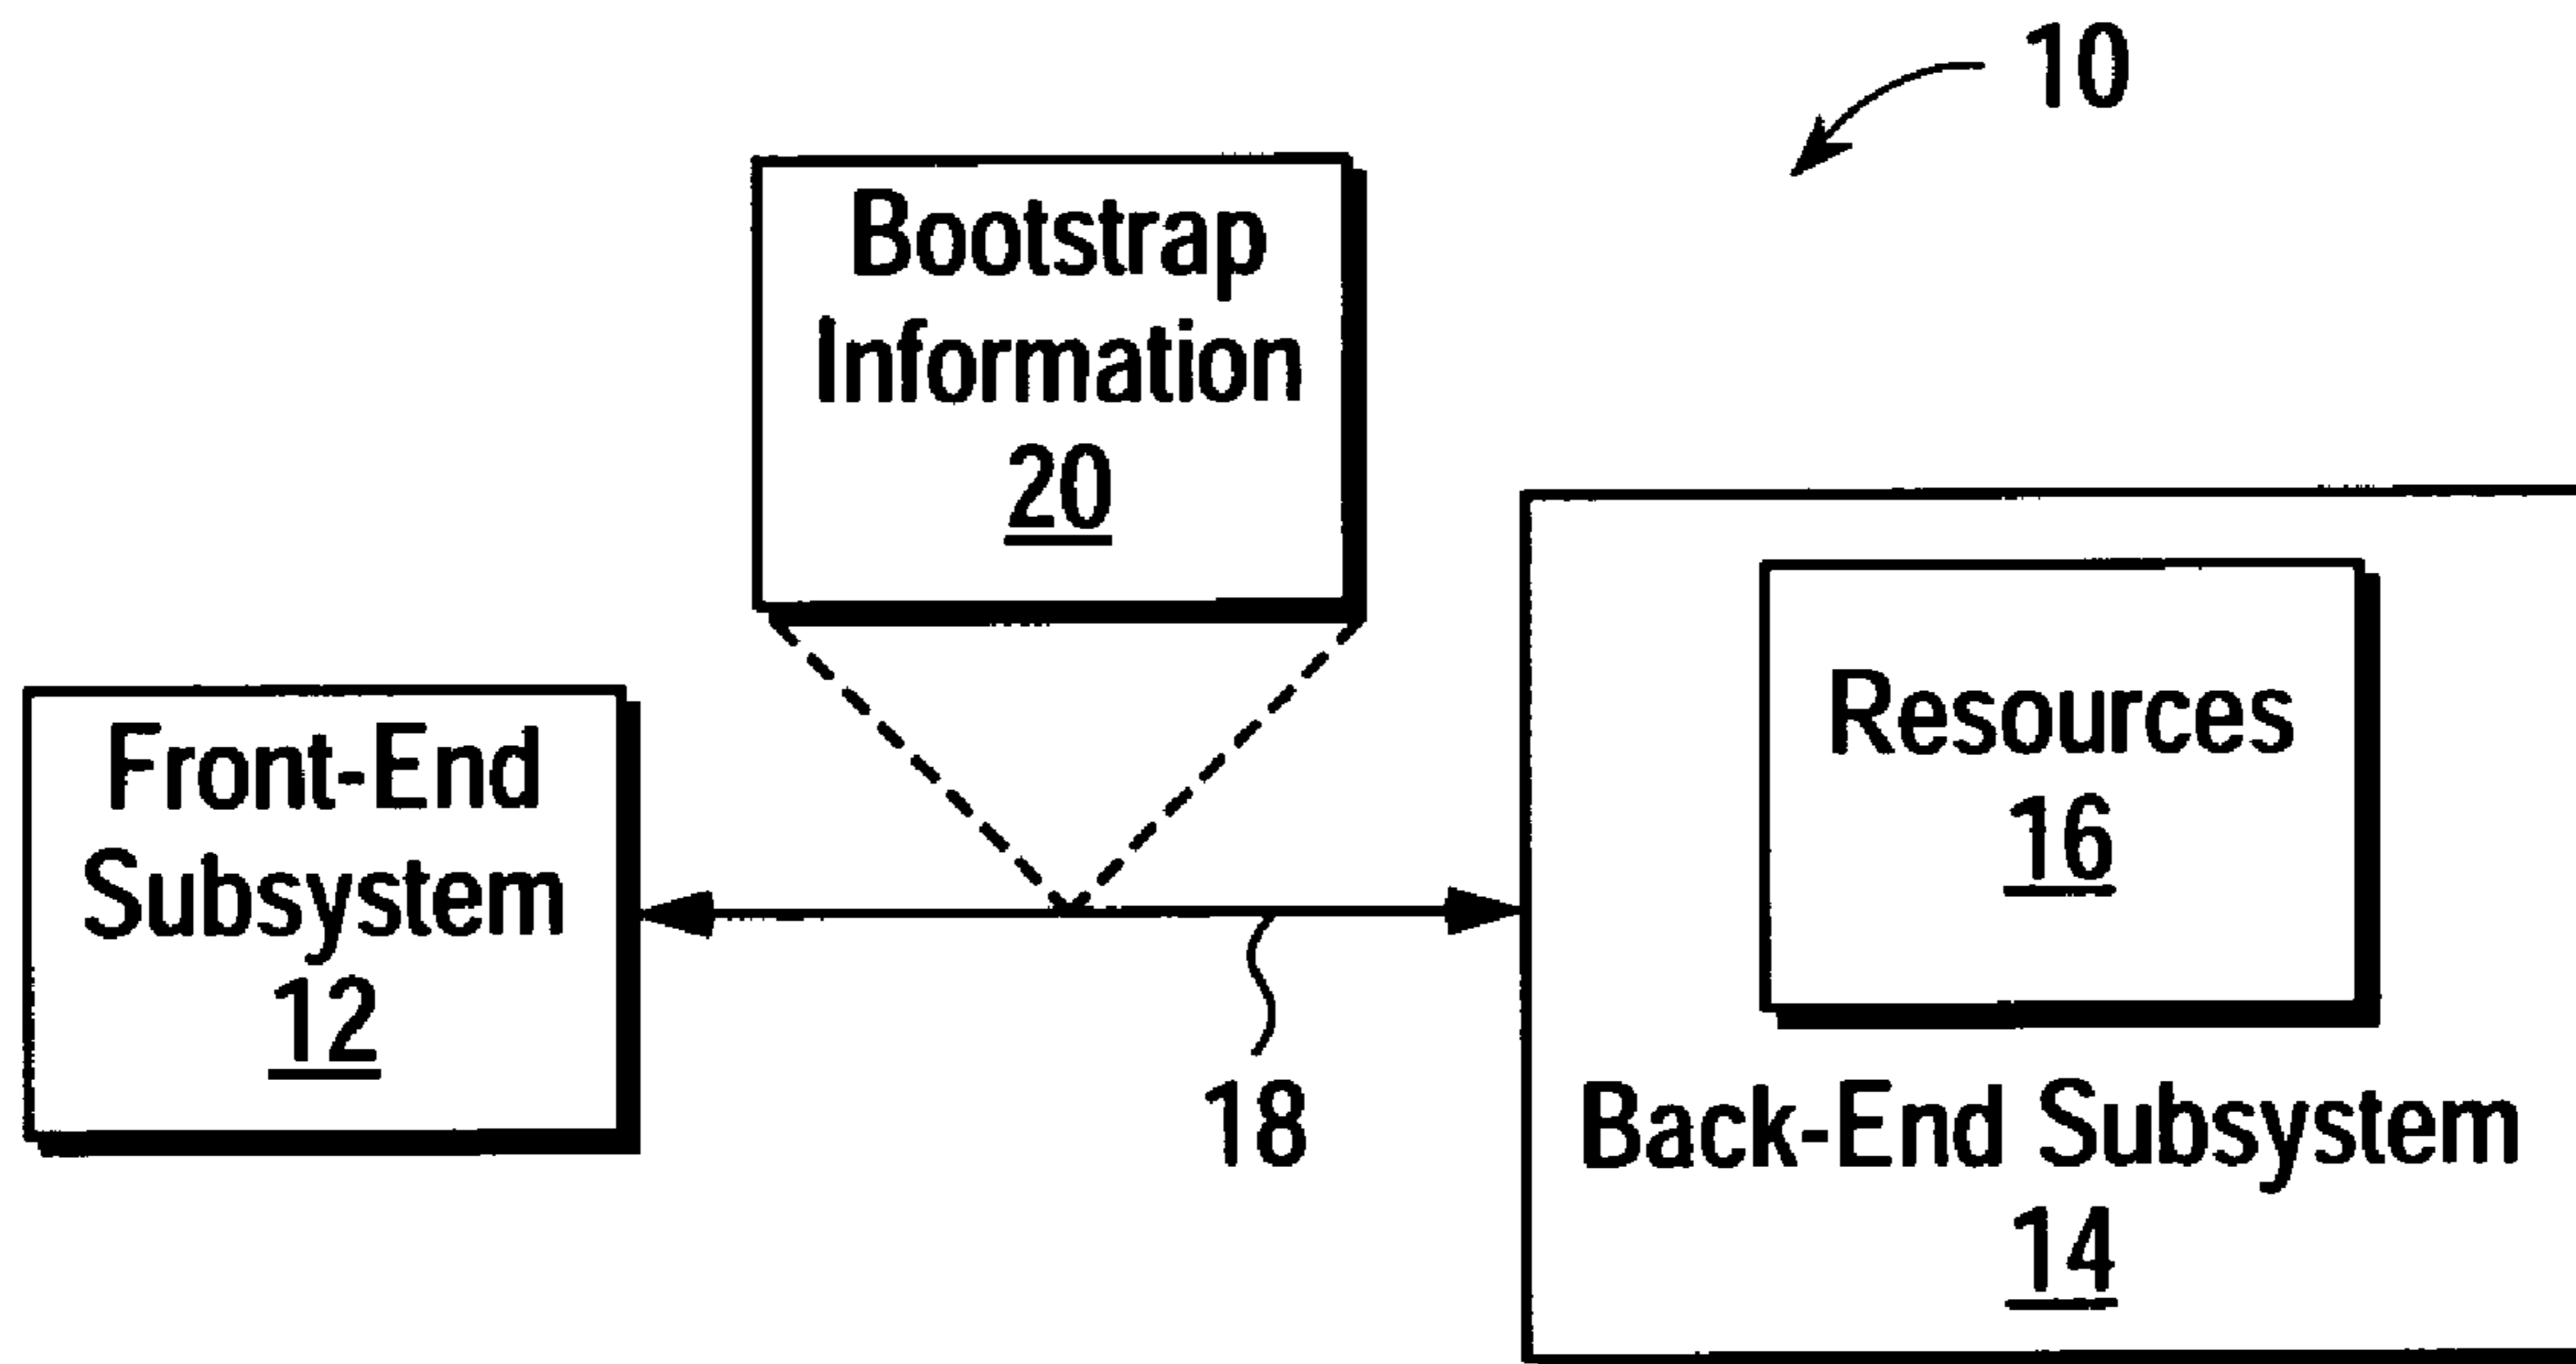 10
Bootstrap
Information
20
Front-End
Subsystem
12
Resources
16
18
Back-End Subsystem
14